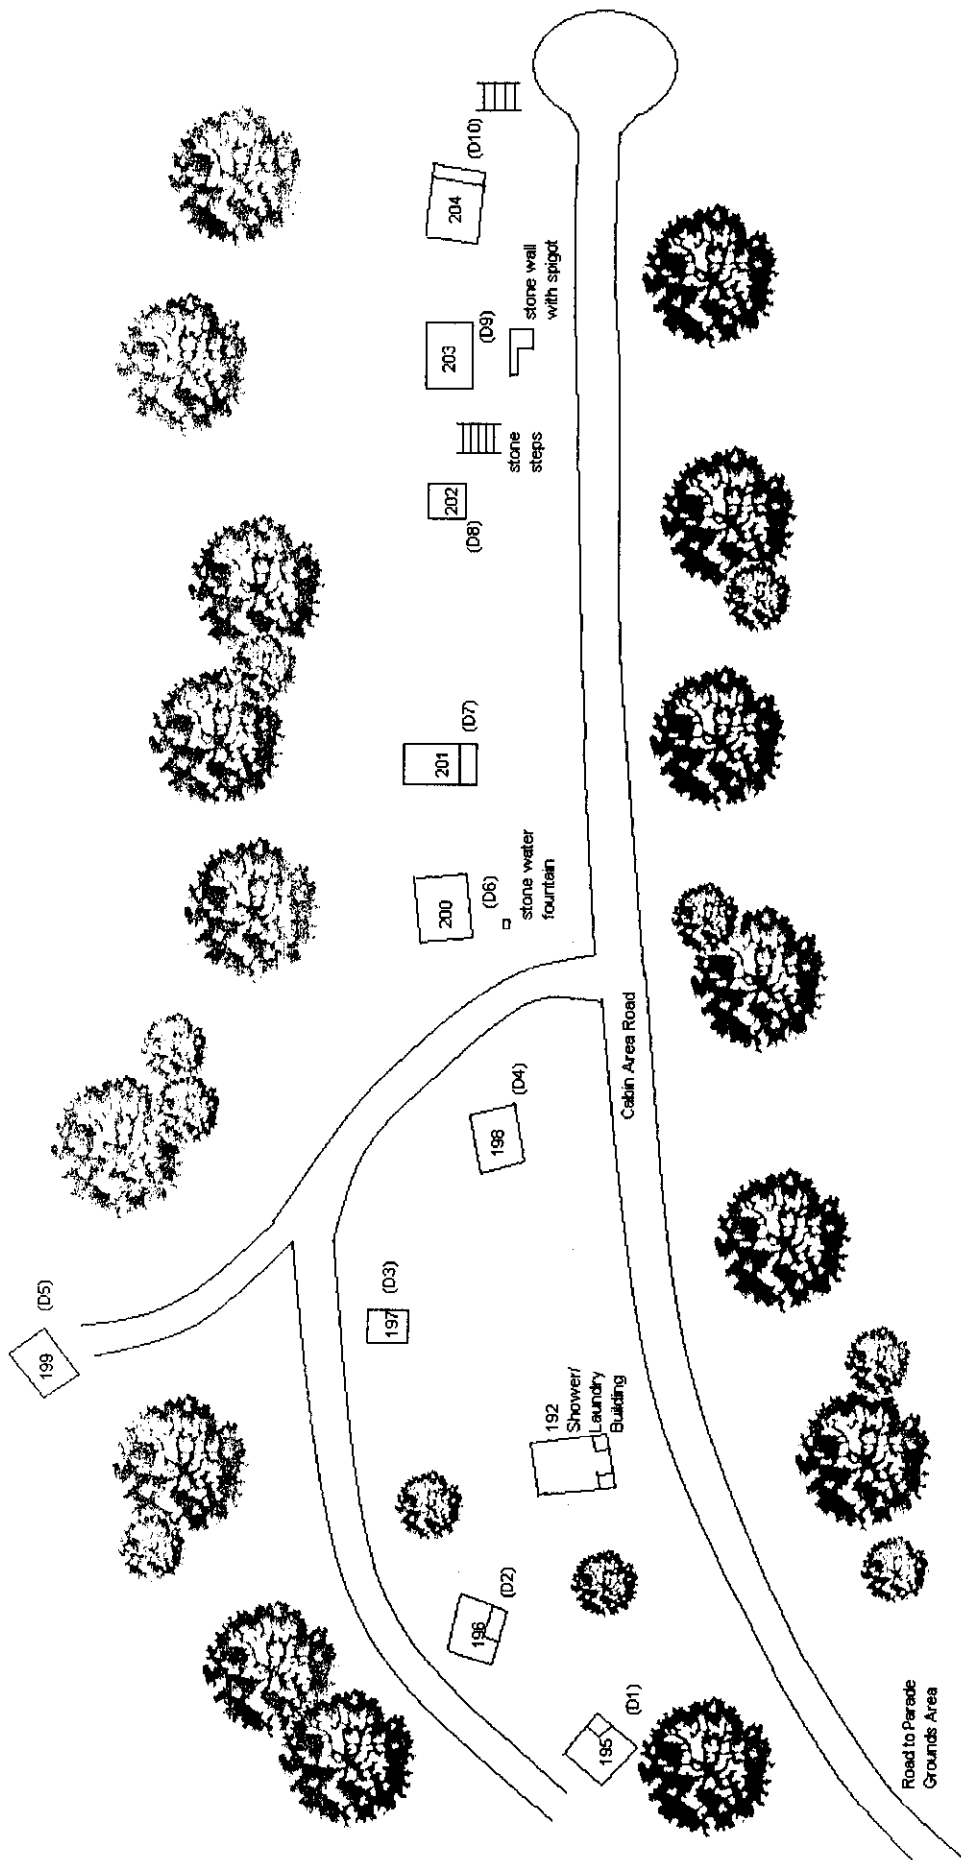 199
(D5)
197
(D3)
198
(D4)
200
(D6)
201
(D7)
202
(D8)
203
(D9)
204
(D10)
stone water
fountain
stone
steps
stone wall
with spigot
196
(D2)
192
Shower/
Laundry
Building
195
(D1)
Cabin Area Road
Road to Parade
Grounds Area